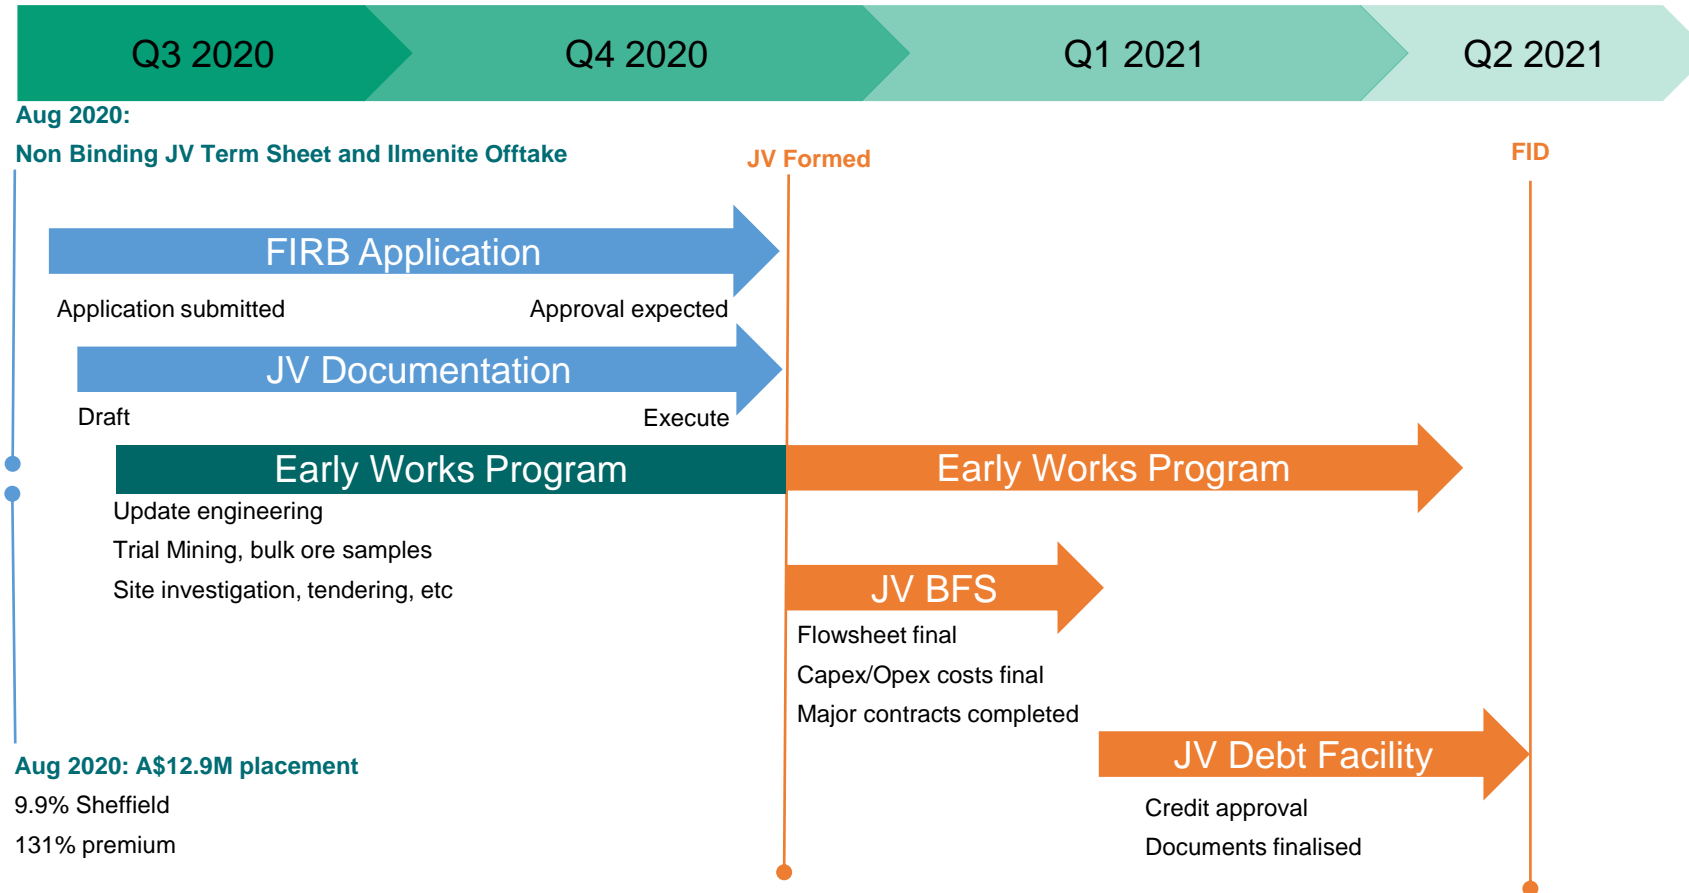 Q3 2020
Q4 2020
Q1 2021
Q2 2021
Aug 2020:
Non Binding JV Term Sheet and Ilmenite Offtake
JV Formed
FID
FIRB Application
Application submitted
Approval expected
JV Documentation
Draft
Execute
Early Works Program
Early Works Program
Update engineering
Trial Mining, bulk ore samples
Site investigation, tendering, etc
JV BFS
Flowsheet final
Capex/Opex costs final
Major contracts completed
JV Debt Facility
Credit approval
Documents finalised
Aug 2020: A$12.9M placement
9.9% Sheffield
131% premium